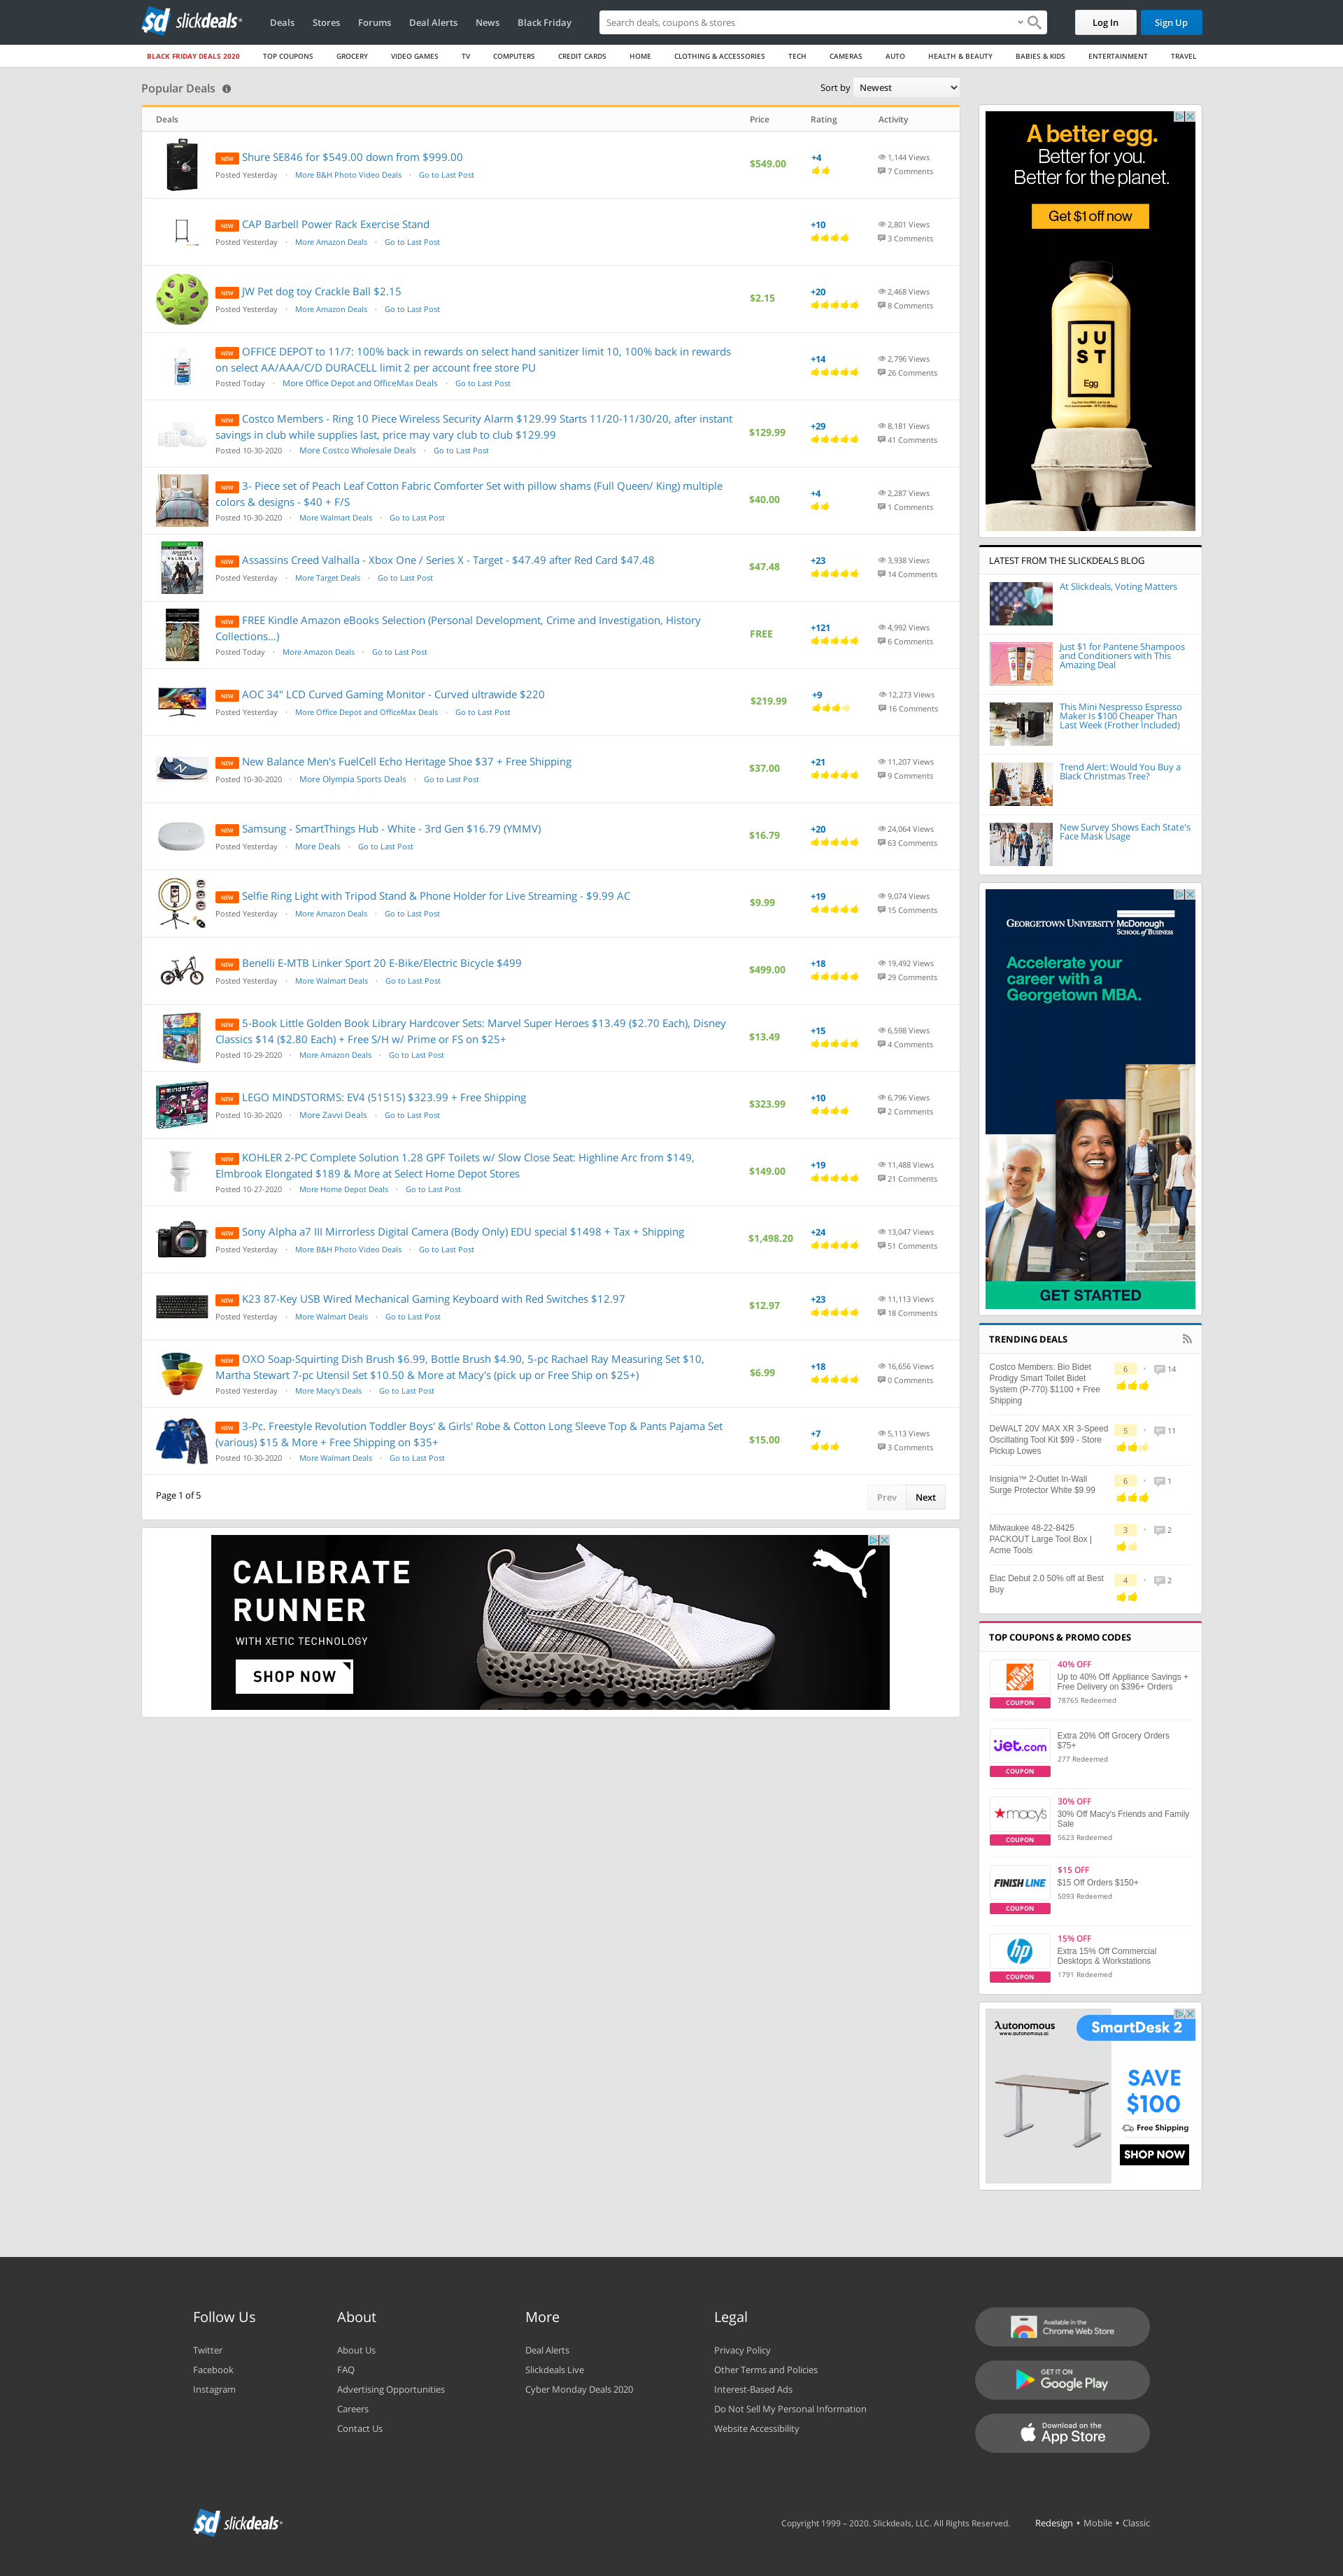 slickdeals
Deals
Stores
Forums
Deal Alerts
News
Black Friday
Search deals, coupons & stores
Log In
Sign Up
BLACK FRIDAY DEALS 2020
TOP COUPONS
GROCERY
VIDEO GAMES
TV
COMPUTERS
CREDIT CARDS
HOME
CLOTHING & ACCESSORIES
TECH
CAMERAS
AUTO
HEALTH & BEAUTY
BABIES & KIDS
ENTERTAINMENT
TRAVEL
Popular Deals
Sort by Newest
Deals
Price
Rating
Activity
NEW Shure SE846 for $549.00 down from $999.00
Posted Yesterday · More B&H Photo Video Deals · Go to Last Post
$549.00
+4
1,144 Views
7 Comments
NEW CAP Barbell Power Rack Exercise Stand
Posted Yesterday · More Amazon Deals · Go to Last Post
+10
2,801 Views
3 Comments
NEW JW Pet dog toy Crackle Ball $2.15
Posted Yesterday · More Amazon Deals · Go to Last Post
$2.15
+20
2,468 Views
8 Comments
NEW OFFICE DEPOT to 11/7: 100% back in rewards on select hand sanitizer limit 10, 100% back in rewards
on select AA/AAA/C/D DURACELL limit 2 per account free store PU
Posted Today · More Office Depot and OfficeMax Deals · Go to Last Post
+14
2,796 Views
26 Comments
NEW Costco Members - Ring 10 Piece Wireless Security Alarm $129.99 Starts 11/20-11/30/20, after instant
savings in club while supplies last, price may vary club to club $129.99
Posted 10-30-2020 · More Costco Wholesale Deals · Go to Last Post
$129.99
+29
8,181 Views
41 Comments
NEW 3- Piece set of Peach Leaf Cotton Fabric Comforter Set with pillow shams (Full Queen/ King) multiple
colors & designs - $40 + F/S
Posted 10-30-2020 · More Walmart Deals · Go to Last Post
$40.00
+4
2,287 Views
1 Comments
NEW Assassins Creed Valhalla - Xbox One / Series X - Target - $47.49 after Red Card $47.48
Posted Yesterday · More Target Deals · Go to Last Post
$47.48
+23
3,938 Views
14 Comments
NEW FREE Kindle Amazon eBooks Selection (Personal Development, Crime and Investigation, History
Collections...)
Posted Today · More Amazon Deals · Go to Last Post
FREE
+121
4,992 Views
6 Comments
NEW AOC 34" LCD Curved Gaming Monitor - Curved ultrawide $220
Posted Yesterday · More Office Depot and OfficeMax Deals · Go to Last Post
$219.99
+9
12,273 Views
16 Comments
NEW New Balance Men's FuelCell Echo Heritage Shoe $37 + Free Shipping
Posted 10-30-2020 · More Olympia Sports Deals · Go to Last Post
$37.00
+21
11,207 Views
9 Comments
NEW Samsung - SmartThings Hub - White - 3rd Gen $16.79 (YMMV)
Posted Yesterday · More Deals · Go to Last Post
$16.79
+20
24,064 Views
63 Comments
NEW Selfie Ring Light with Tripod Stand & Phone Holder for Live Streaming - $9.99 AC
Posted Yesterday · More Amazon Deals · Go to Last Post
$9.99
+19
9,074 Views
15 Comments
NEW Benelli E-MTB Linker Sport 20 E-Bike/Electric Bicycle $499
Posted Yesterday · More Walmart Deals · Go to Last Post
$499.00
+18
19,492 Views
29 Comments
NEW 5-Book Little Golden Book Library Hardcover Sets: Marvel Super Heroes $13.49 ($2.70 Each), Disney
Classics $14 ($2.80 Each) + Free S/H w/ Prime or FS on $25+
Posted 10-29-2020 · More Amazon Deals · Go to Last Post
$13.49
+15
6,598 Views
4 Comments
NEW LEGO MINDSTORMS: EV4 (51515) $323.99 + Free Shipping
Posted 10-30-2020 · More Zavvi Deals · Go to Last Post
$323.99
+10
6,796 Views
2 Comments
NEW KOHLER 2-PC Complete Solution 1.28 GPF Toilets w/ Slow Close Seat: Highline Arc from $149,
Elmbrook Elongated $189 & More at Select Home Depot Stores
Posted 10-27-2020 · More Home Depot Deals · Go to Last Post
$149.00
+19
11,488 Views
21 Comments
NEW Sony Alpha a7 III Mirrorless Digital Camera (Body Only) EDU special $1498 + Tax + Shipping
Posted Yesterday · More B&H Photo Video Deals · Go to Last Post
$1,498.20
+24
13,047 Views
51 Comments
NEW K23 87-Key USB Wired Mechanical Gaming Keyboard with Red Switches $12.97
Posted Yesterday · More Walmart Deals · Go to Last Post
$12.97
+23
11,113 Views
18 Comments
NEW OXO Soap-Squirting Dish Brush $6.99, Bottle Brush $4.90, 5-pc Rachael Ray Measuring Set $10,
Martha Stewart 7-pc Utensil Set $10.50 & More at Macy's (pick up or Free Ship on $25+)
Posted Yesterday · More Macy's Deals · Go to Last Post
$6.99
+18
16,656 Views
0 Comments
NEW 3-Pc. Freestyle Revolution Toddler Boys' & Girls' Robe & Cotton Long Sleeve Top & Pants Pajama Set
(various) $15 & More + Free Shipping on $35+
Posted 10-30-2020 · More Walmart Deals · Go to Last Post
$15.00
+7
5,113 Views
3 Comments
Page 1 of 5
Prev
Next
CALIBRATE
RUNNER
WITH XETIC TECHNOLOGY
SHOP NOW
A better egg.
Better for you.
Better for the planet.
Get $1 off now
JU
ST
Egg
LATEST FROM THE SLICKDEALS BLOG
At Slickdeals, Voting Matters
Just $1 for Pantene Shampoos
and Conditioners with This
Amazing Deal
This Mini Nespresso Espresso
Maker Is $100 Cheaper Than
Last Week (Frother Included)
Trend Alert: Would You Buy a
Black Christmas Tree?
New Survey Shows Each State's
Face Mask Usage
GEORGETOWN UNIVERSITY
McDonough
SCHOOL of BUSINESS
Accelerate your
career with a
Georgetown MBA.
GET STARTED
TRENDING DEALS
Costco Members: Bio Bidet
Prodigy Smart Toilet Bidet
System (P-770) $1100 + Free
Shipping
6
14
DeWALT 20V MAX XR 3-Speed
Oscillating Tool Kit $99 - Store
Pickup Lowes
5
11
Insignia™ 2-Outlet In-Wall
Surge Protector White $9.99
6
1
Milwaukee 48-22-8425
PACKOUT Large Tool Box |
Acme Tools
3
2
Elac Debut 2.0 50% off at Best
Buy
4
2
TOP COUPONS & PROMO CODES
COUPON
40% OFF
Up to 40% Off Appliance Savings +
Free Delivery on $396+ Orders
78765 Redeemed
jet.com
COUPON
Extra 20% Off Grocery Orders
$75+
277 Redeemed
macy's
COUPON
30% OFF
30% Off Macy's Friends and Family
Sale
5623 Redeemed
FINISH LINE
COUPON
$15 OFF
$15 Off Orders $150+
5093 Redeemed
hp
COUPON
15% OFF
Extra 15% Off Commercial
Desktops & Workstations
1791 Redeemed
Autonomous
www.autonomous.ai
SmartDesk 2
SAVE
$100
Free Shipping
SHOP NOW
Follow Us
Twitter
Facebook
Instagram
About
About Us
FAQ
Advertising Opportunities
Careers
Contact Us
More
Deal Alerts
Slickdeals Live
Cyber Monday Deals 2020
Legal
Privacy Policy
Other Terms and Policies
Interest-Based Ads
Do Not Sell My Personal Information
Website Accessibility
Available in the
Chrome Web Store
GET IT ON
Google Play
Download on the
App Store
slickdeals
Copyright 1999 – 2020. Slickdeals, LLC. All Rights Reserved.
Redesign • Mobile • Classic